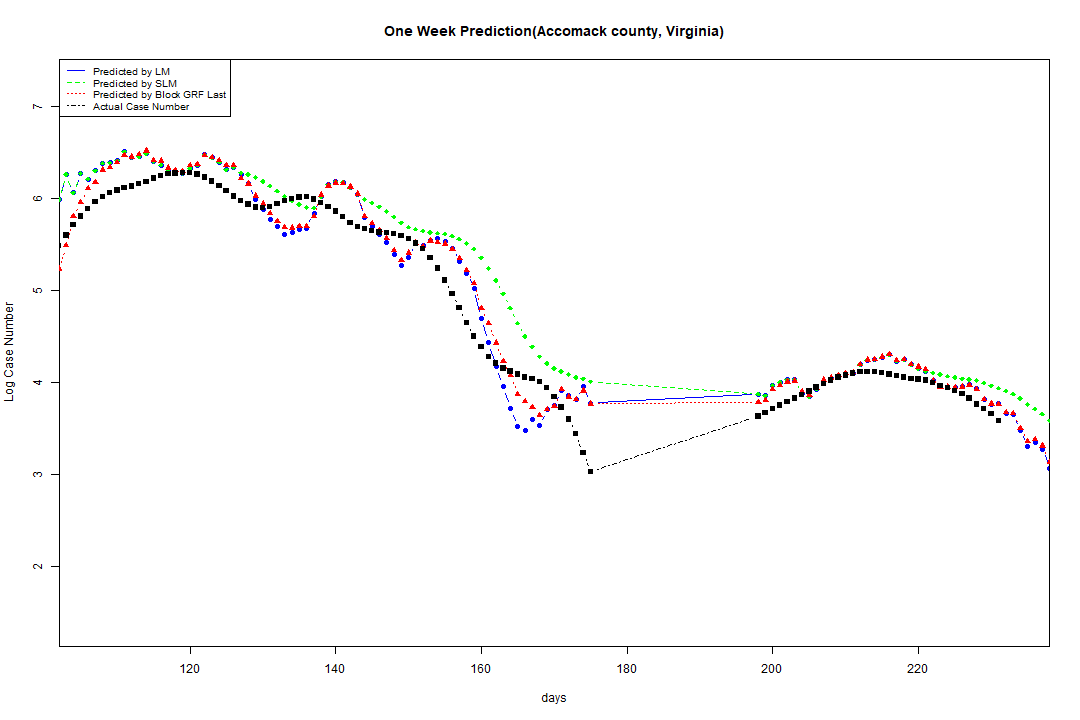 One Week Prediction(Accomack county, Virginia)
Predicted by LM
Predicted by SLM
Predicted by Block GRF Last
Actual Case Number
7
6
5
4
3
2
Log Case Number
120 140 160 180 200 220
days